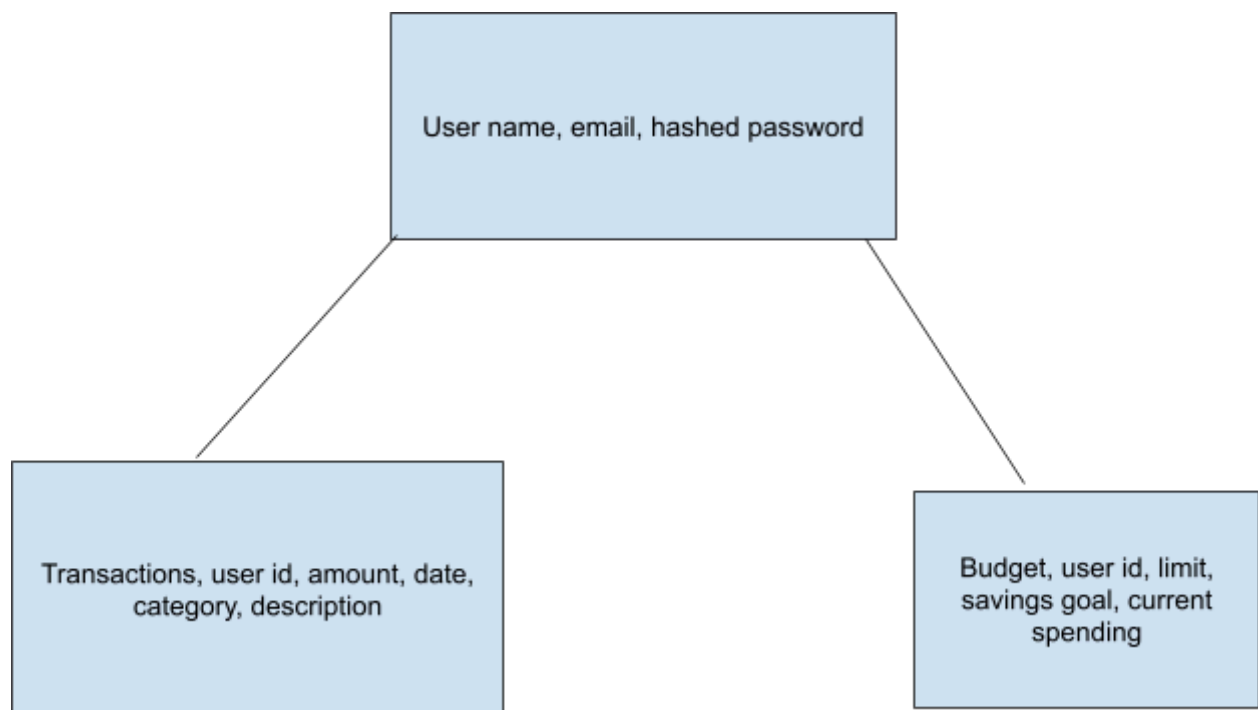 User name, email, hashed password
Transactions, user id, amount, date,
category, description
Budget, user id, limit,
savings goal, current
spending